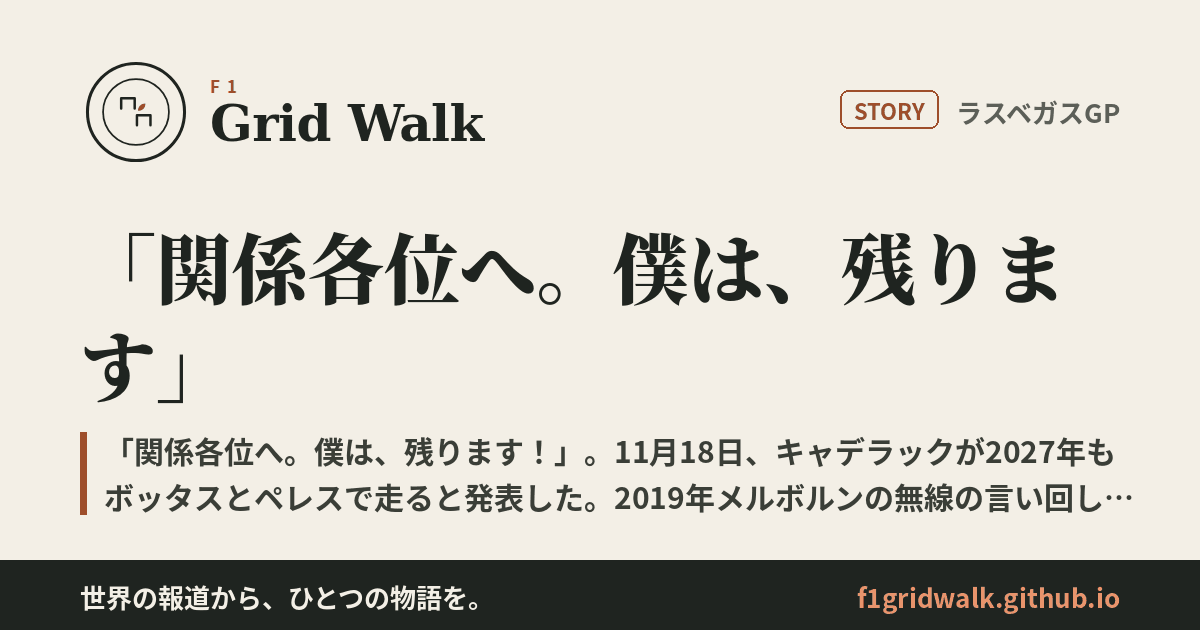 F1
Grid Walk
STORY ラスベガスGP
「関係各位へ。僕は、残りま
す」
「関係各位へ。僕は、残ります！」。11月18日、キャデラックが2027年も
ボッタスとペレスで走ると発表した。2019年メルボルンの無線の言い回し…
世界の報道から、ひとつの物語を。
f1gridwalk.github.io